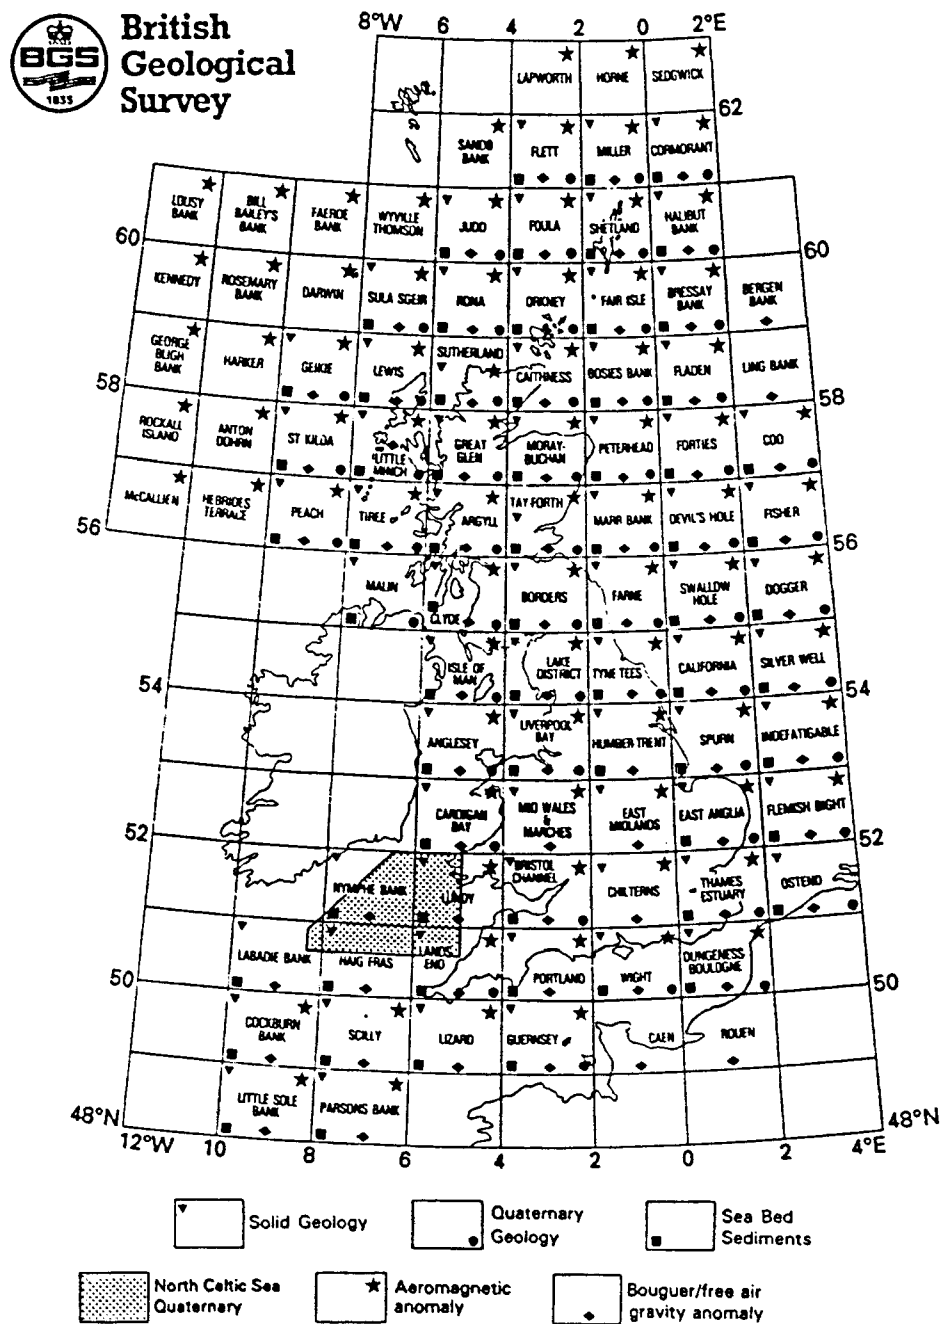 British
Geological
Survey
BGS
1835
8°W 6 4 2 0 2°E
LAPWORTH HORNE SEDGWICK
62
SANDØ BANK FLETT MILLER CORMORANT
LOUSY BANK BILL BAILEY'S BANK FAEROE BANK WYVILLE THOMSON JUDD FOULA SHETLAND HALIBUT BANK
60 60
KENNEDY ROSEMARY BANK DARWIN SULA SGEIR RONA ORKNEY FAIR ISLE BRESSAY BANK BERGEN BANK
GEORGE BLIGH BANK HARKER GEIKIE LEWIS SUTHERLAND CAITHNESS BOSIES BANK FLADEN LING BANK
58 58
ROCKALL ISLAND ANTON DOHRN ST KILDA LITTLE MINCH GREAT GLEN MORAY-BUCHAN PETERHEAD FORTIES COD
McCALLIEN HEBRIDES TERRACE PEACH TIREE ARGYLL TAY-FORTH MARR BANK DEVIL'S HOLE FISHER
56 56
MALIN CLYDE BORDERS FARNE SWALLOW HOLE DOGGER
ISLE OF MAN LAKE DISTRICT TYNE TEES CALIFORNIA SILVER WELL
54 54
ANGLESEY LIVERPOOL BAY HUMBER-TRENT SPURN INDEFATIGABLE
CARDIGAN BAY MID WALES & MARCHES EAST MIDLANDS EAST ANGLIA FLEMISH BIGHT
52 52
NYMPHE BANK LUNDY BRISTOL CHANNEL CHILTERNS THAMES ESTUARY OSTEND
LABADIE BANK HAIG FRAS LANDS END PORTLAND WIGHT DUNGENESS BOULOGNE
50 50
COCKBURN BANK SCILLY LIZARD GUERNSEY CAEN ROUEN
LITTLE SOLE BANK PARSONS BANK
48°N 48°N
12°W 10 8 6 4 2 0 2 4°E
Solid Geology
Quaternary
Geology
Sea Bed
Sediments
North Celtic Sea
Quaternary
Aeromagnetic
anomaly
Bouguer/free air
gravity anomaly